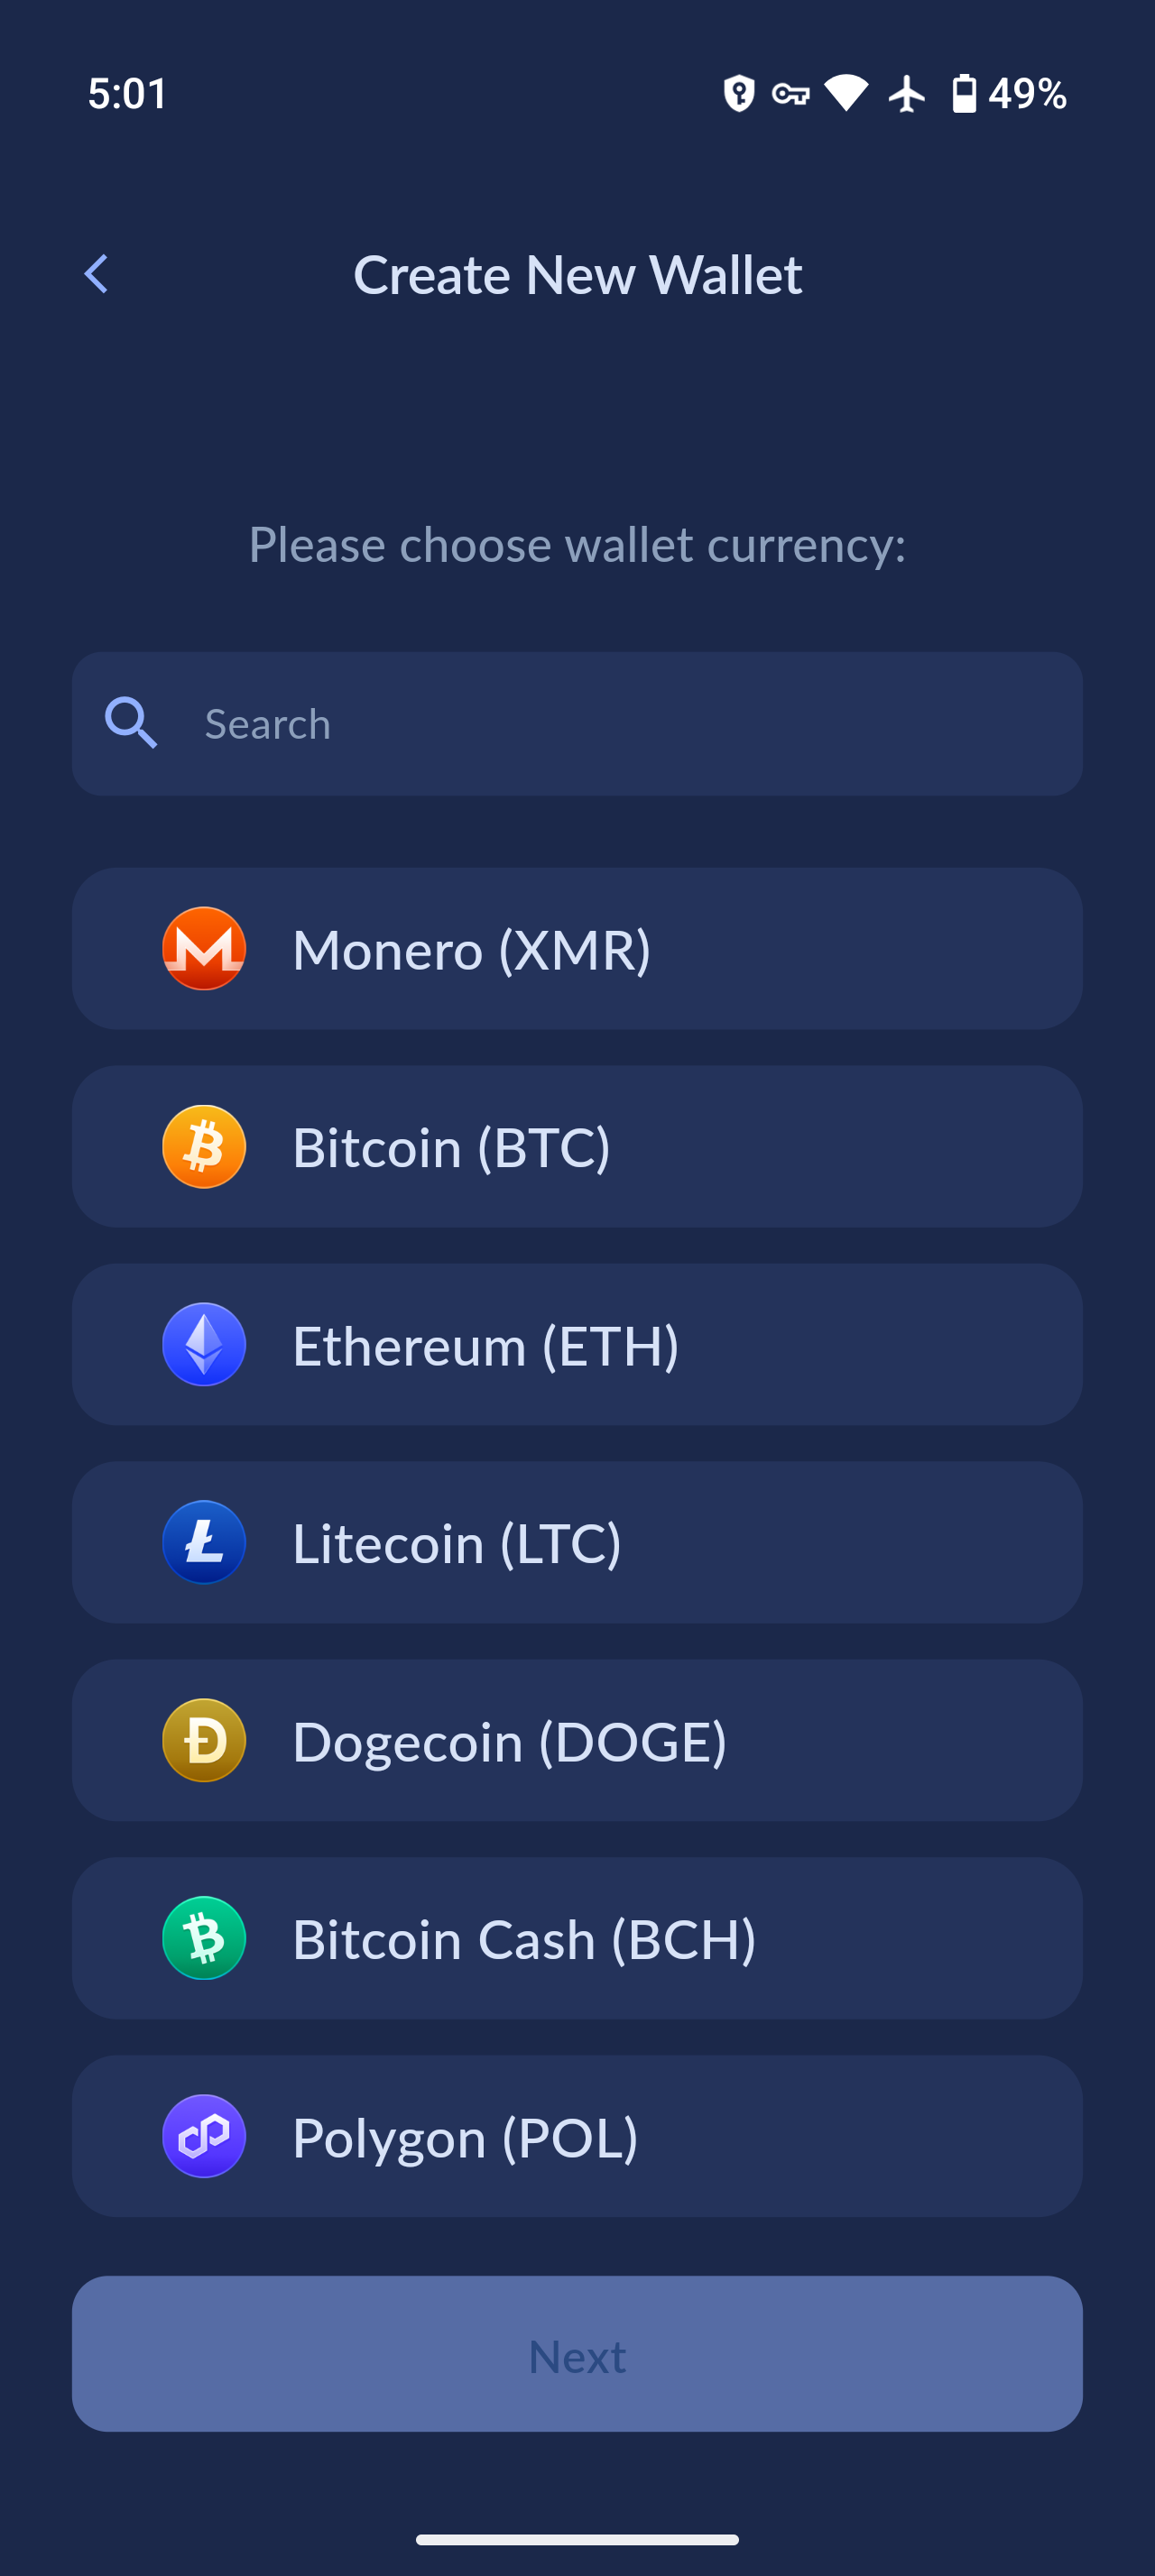 5:01
49%
Create New Wallet
Please choose wallet currency:
Search
Monero (XMR)
Bitcoin (BTC)
Ethereum (ETH)
Litecoin (LTC)
Dogecoin (DOGE)
Bitcoin Cash (BCH)
Polygon (POL)
Next